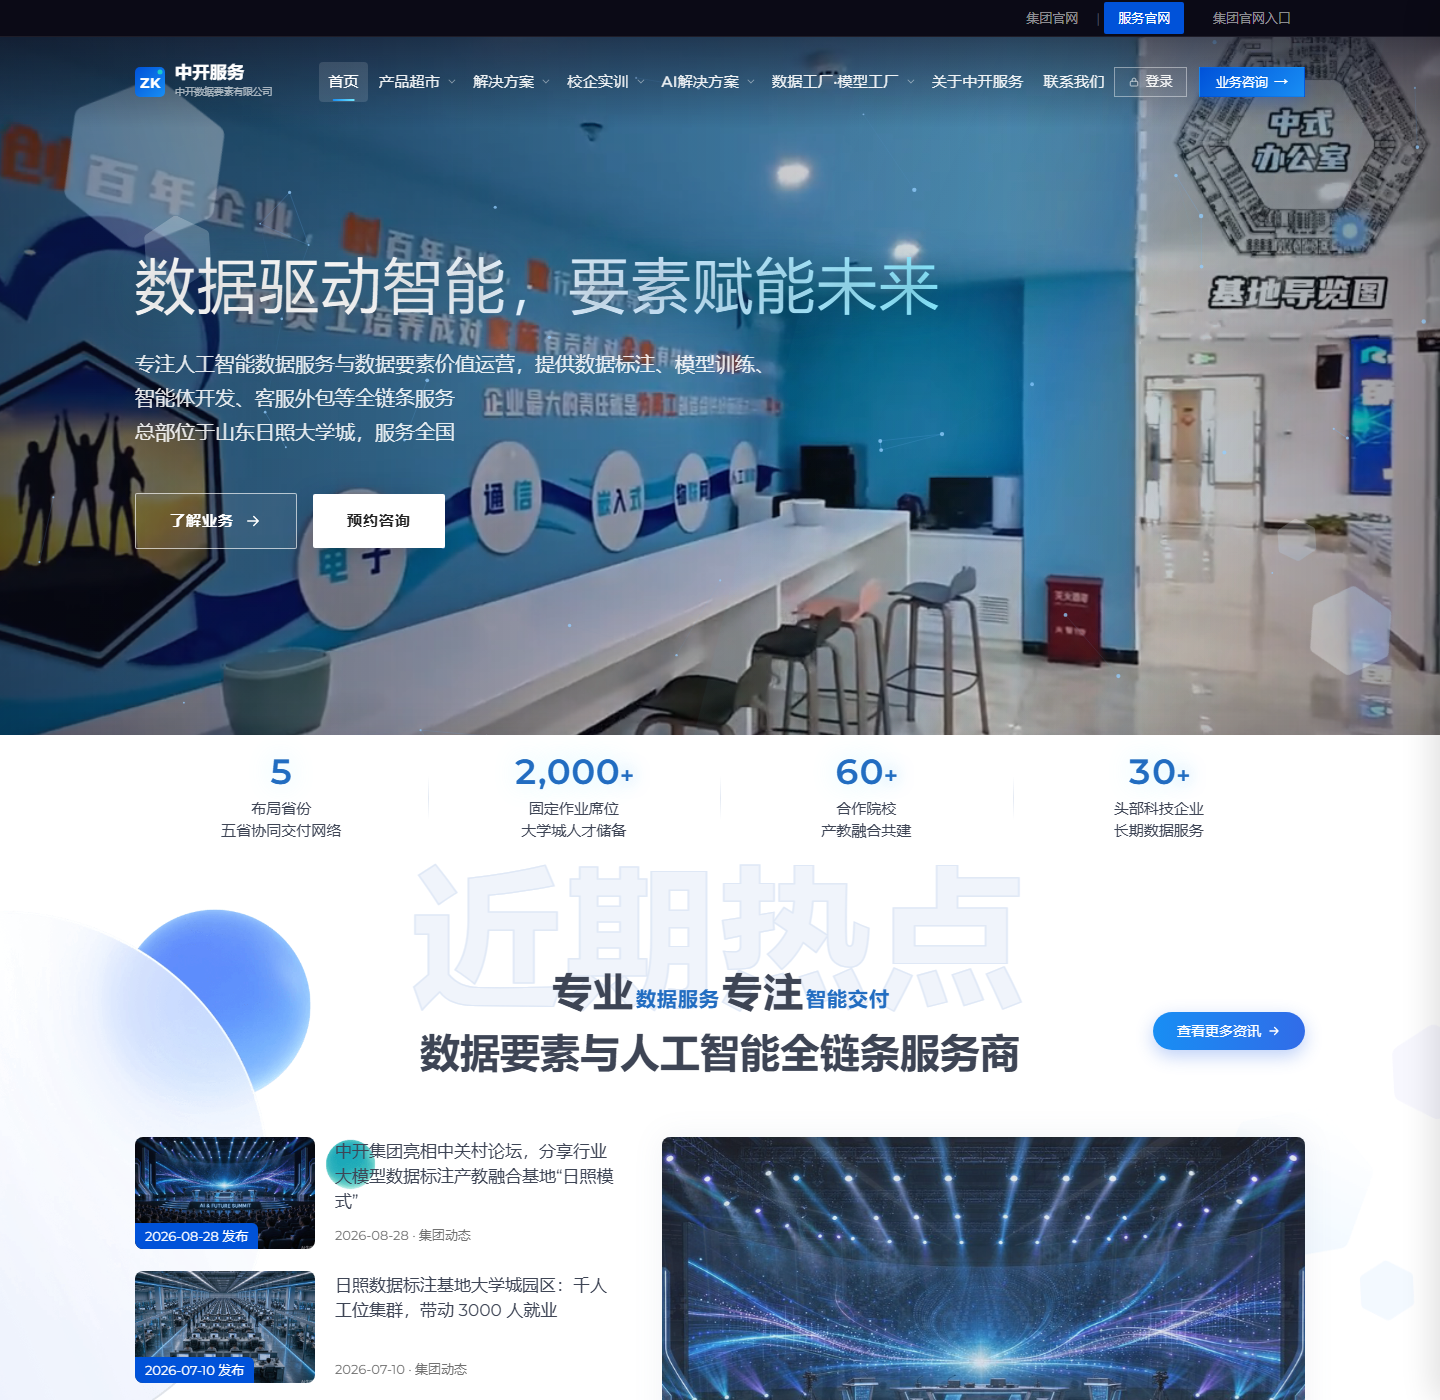 集团官网
服务官网
集团官网入口
ZK
中开服务
中开数据要素有限公司
首页
产品超市
解决方案
校企实训
AI解决方案
数据工厂·模型工厂
关于中开服务
联系我们
登录
业务咨询 →
中式
办公室
百年企业
基地导览图
数据驱动智能，要素赋能未来
专注人工智能数据服务与数据要素价值运营，提供数据标注、模型训练、
智能体开发、客服外包等全链条服务
总部位于山东日照大学城，服务全国
通信
嵌入式
物联网
电子
了解业务 →
预约咨询
5
布局省份
五省协同交付网络
2,000+
固定作业席位
大学城人才储备
60+
合作院校
产教融合共建
30+
头部科技企业
长期数据服务
近期热点
专业数据服务专注智能交付
数据要素与人工智能全链条服务商
查看更多资讯 →
AI & FUTURE SUMMIT
2026-08-28 发布
中开集团亮相中关村论坛，分享行业
大模型数据标注产教融合基地“日照模
式”
2026-08-28 · 集团动态
2026-07-10 发布
日照数据标注基地大学城园区：千人
工位集群，带动 3000 人就业
2026-07-10 · 集团动态